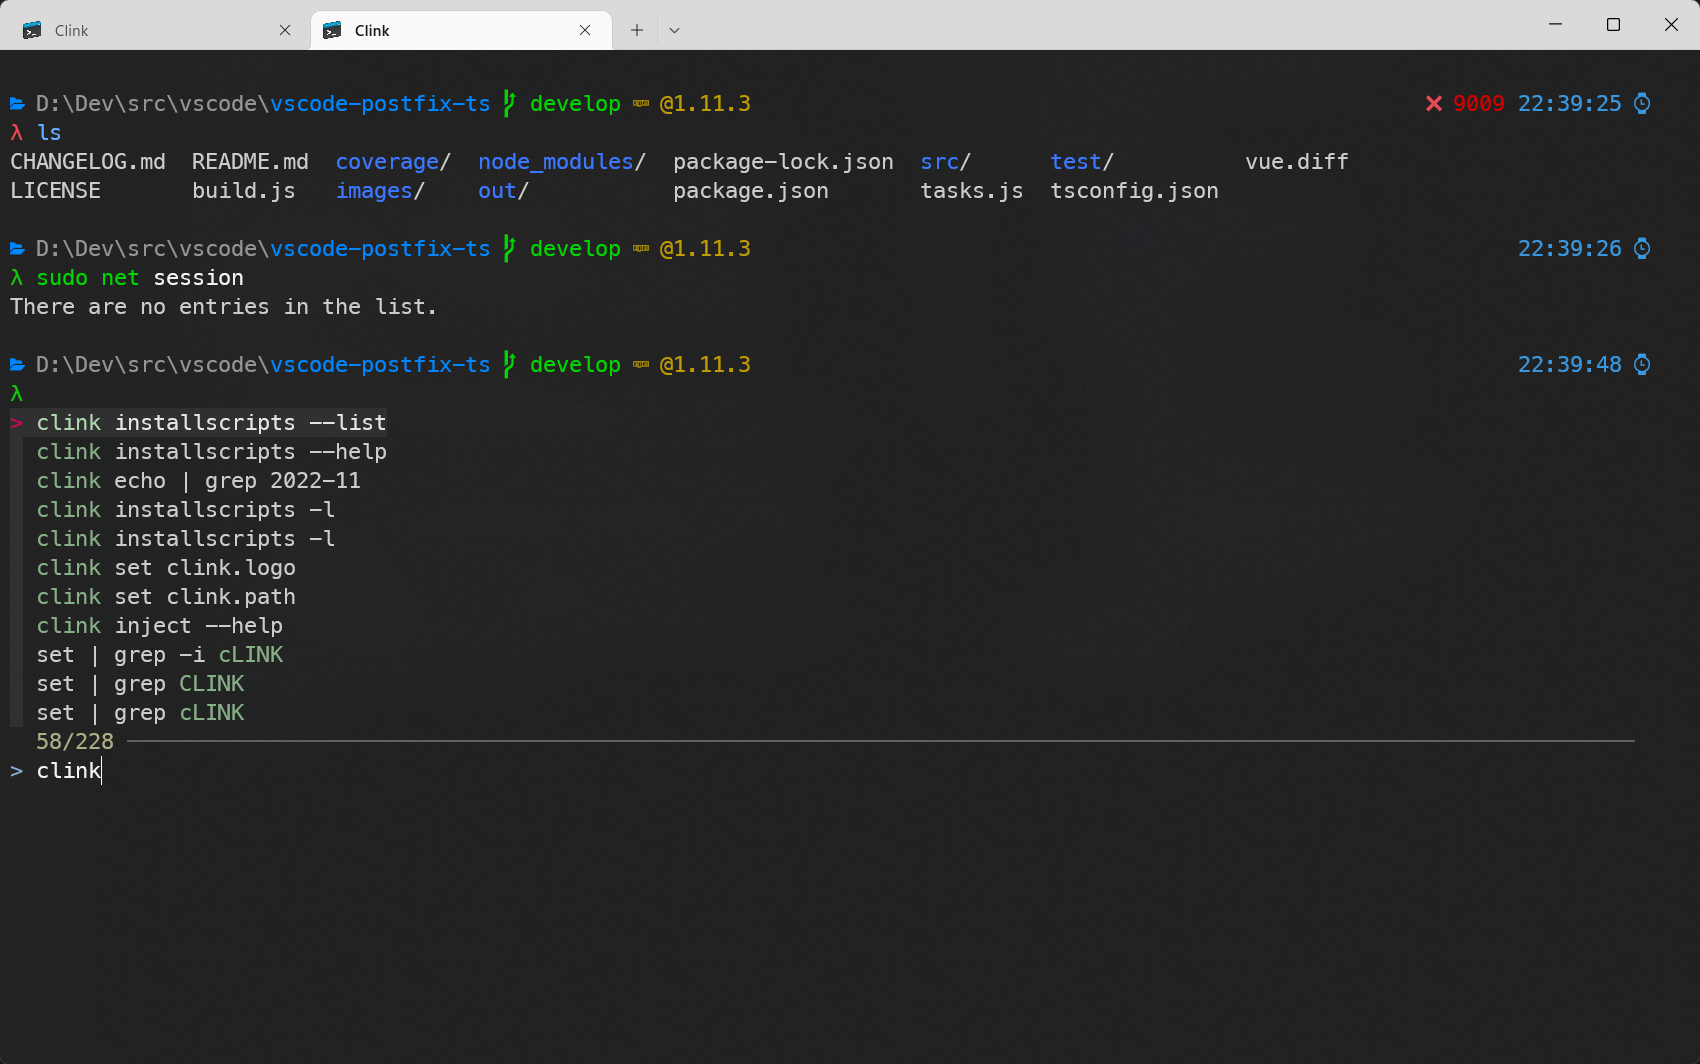 Clink Clink
D:\Dev\src\vscode\vscode-postfix-ts develop @1.11.3 9009 22:39:25
λ ls
CHANGELOG.md README.md coverage/ node_modules/ package-lock.json src/ test/ vue.diff
LICENSE build.js images/ out/ package.json tasks.js tsconfig.json
D:\Dev\src\vscode\vscode-postfix-ts develop @1.11.3 22:39:26
λ sudo net session
There are no entries in the list.
D:\Dev\src\vscode\vscode-postfix-ts develop @1.11.3 22:39:48
λ
> clink installscripts --list
clink installscripts --help
clink echo | grep 2022-11
clink installscripts -l
clink installscripts -l
clink set clink.logo
clink set clink.path
clink inject --help
set | grep -i cLINK
set | grep CLINK
set | grep cLINK
58/228
> clink